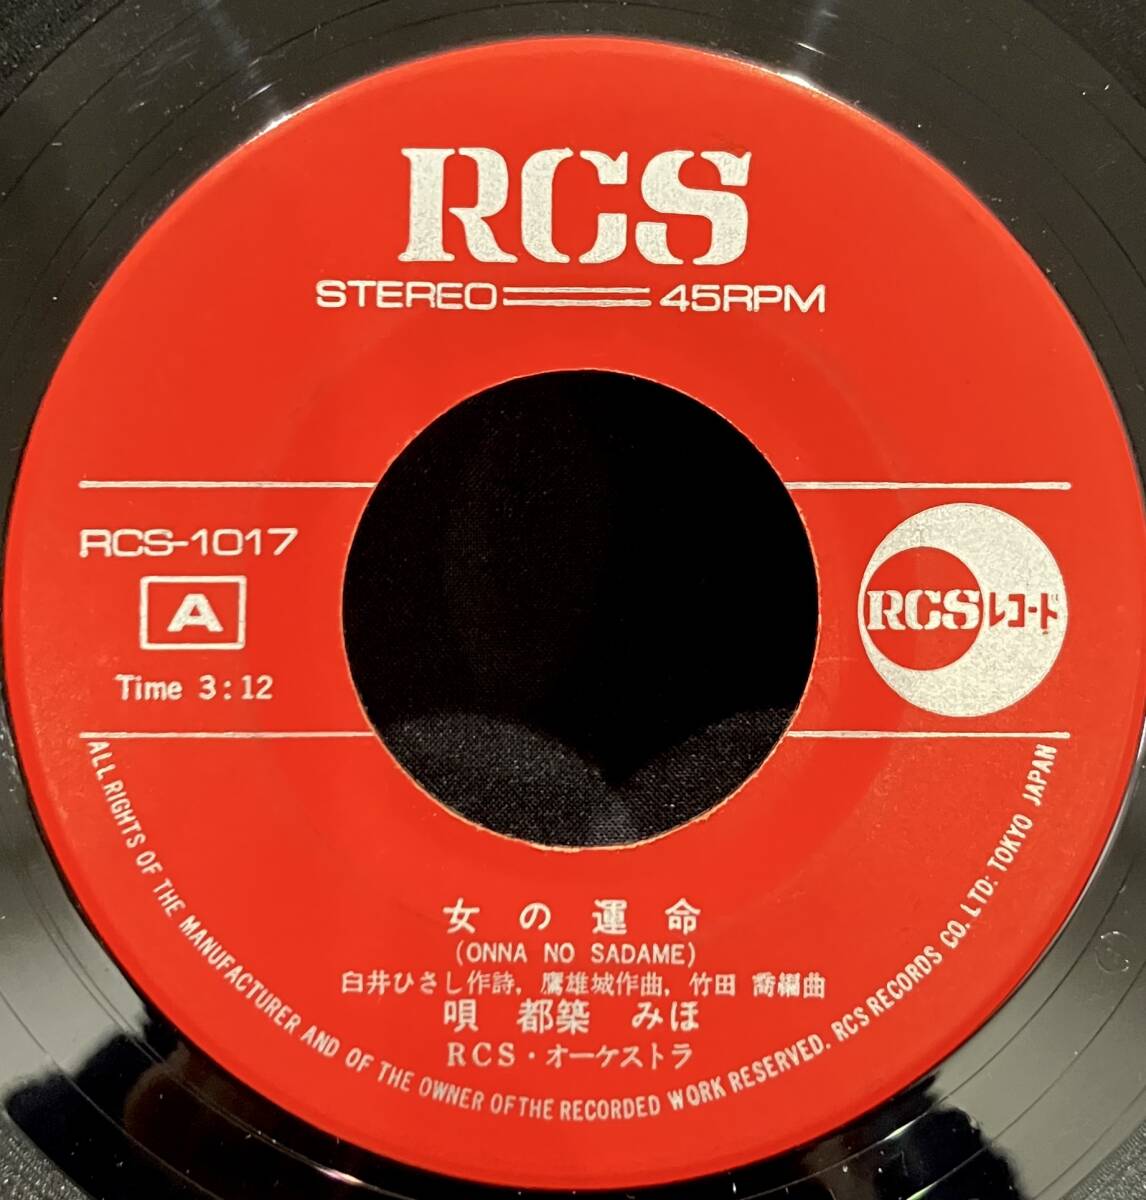 RCS
STEREO 45RPM
RCS-1017
A
Time 3:12
RCSレコード
女の運命
(ONNA NO SADAME)
白井ひさし作詩, 鷹雄城作曲, 竹田 喬編曲
唄 都築 みほ
RCS・オーケストラ
ALL RIGHTS OF THE MANUFACTURER AND OF THE OWNER OF THE RECORDED WORK RESERVED. RCS RECORDS CO. LTD: TOKYO JAPAN